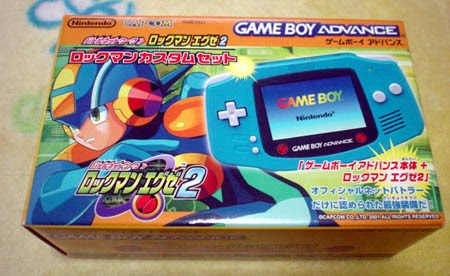 Nintendo CAPCOM
GAME BOY ADVANCE
ゲームボーイ アドバンス
バトルネットワーク ロックマン エグゼ2
ロックマン カスタム セット
GAME BOY
Nintendo
GAME BOY ADVANCE
バトルネットワーク
ロックマン エグゼ2
「ゲームボーイアドバンス本体 +
ロックマン エグゼ2」
オフィシャルネットバトラー
だけに認められた最強装備だ!
©CAPCOM CO.,LTD. 2001 ALL RIGHTS RESERVED.